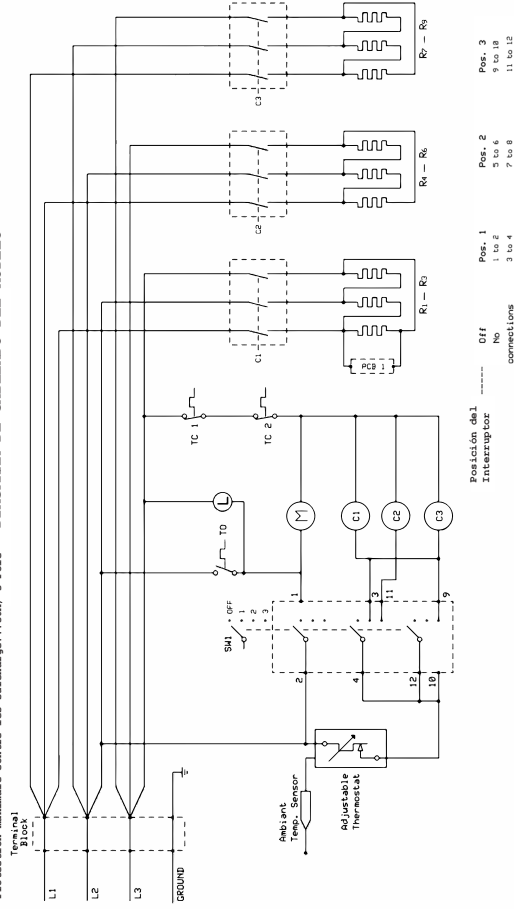 Terminal
Block
L1
L2
L3
GROUND
Ambiant
Temp. Sensor
Adjustable
Thermostat
SW1
OFF
1
2
3
2
4
12
10
1
3
11
9
TO
L
M
C1
C2
C3
TC 1
TC 2
PCB 1
C1
R1 - R3
C2
R4 - R6
C3
R7 - R9
Posición del
Interruptor
Off
No
connections
Pos. 1
1 to 2
3 to 4
Pos. 2
5 to 6
7 to 8
Pos. 3
9 to 10
11 to 12